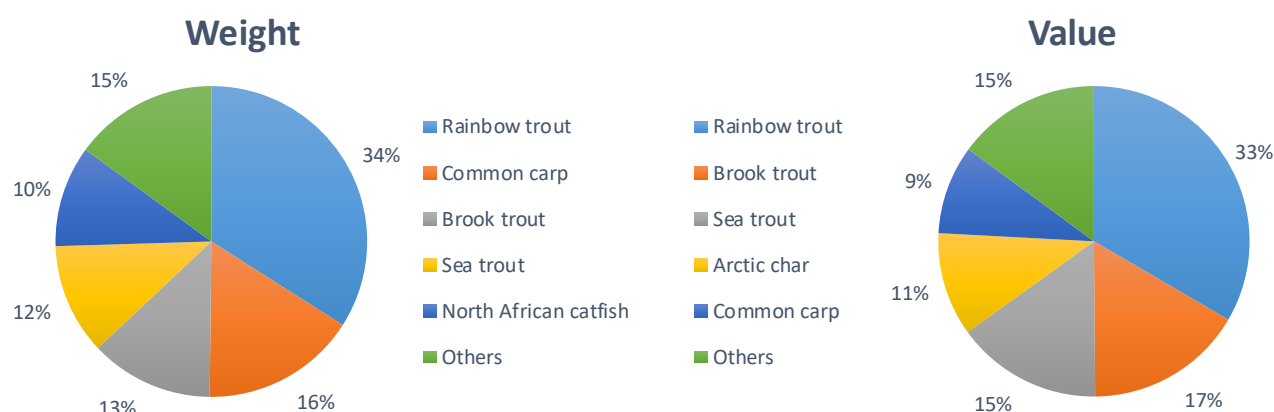 Weight
15%
34%
10%
12%
13%
16%
Rainbow trout
Common carp
Brook trout
Sea trout
North African catfish
Others
Value
Rainbow trout
Brook trout
Sea trout
Arctic char
Common carp
Others
15%
33%
9%
11%
15%
17%